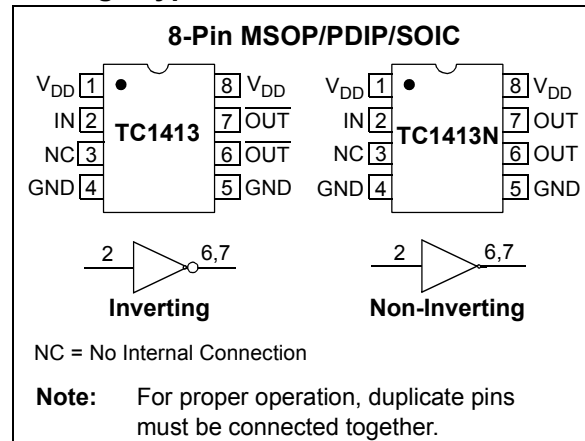 8-Pin MSOP/PDIP/SOIC
VDD 1
IN 2
NC 3
GND 4
TC1413
8 VDD
7 OUT
6 OUT
5 GND
VDD 1
IN 2
NC 3
GND 4
TC1413N
8 VDD
7 OUT
6 OUT
5 GND
2 6,7
Inverting
2 6,7
Non-Inverting
NC = No Internal Connection
Note: For proper operation, duplicate pins
must be connected together.